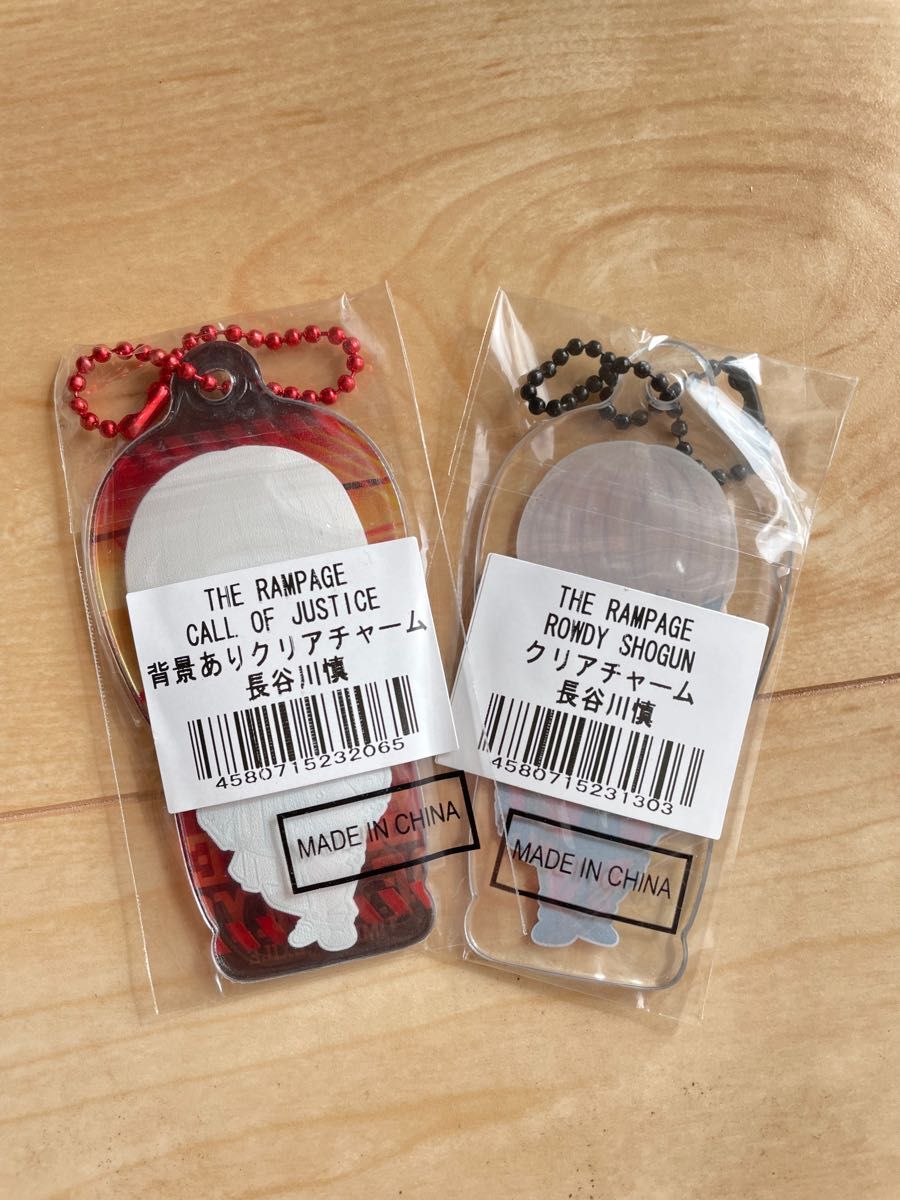 THE RAMPAGE
CALL OF JUSTICE
背景ありクリアチャーム
長谷川慎
4580715232065
MADE IN CHINA
THE RAMPAGE
ROWDY SHOGUN
クリアチャーム
長谷川慎
4580715231303
MADE IN CHINA